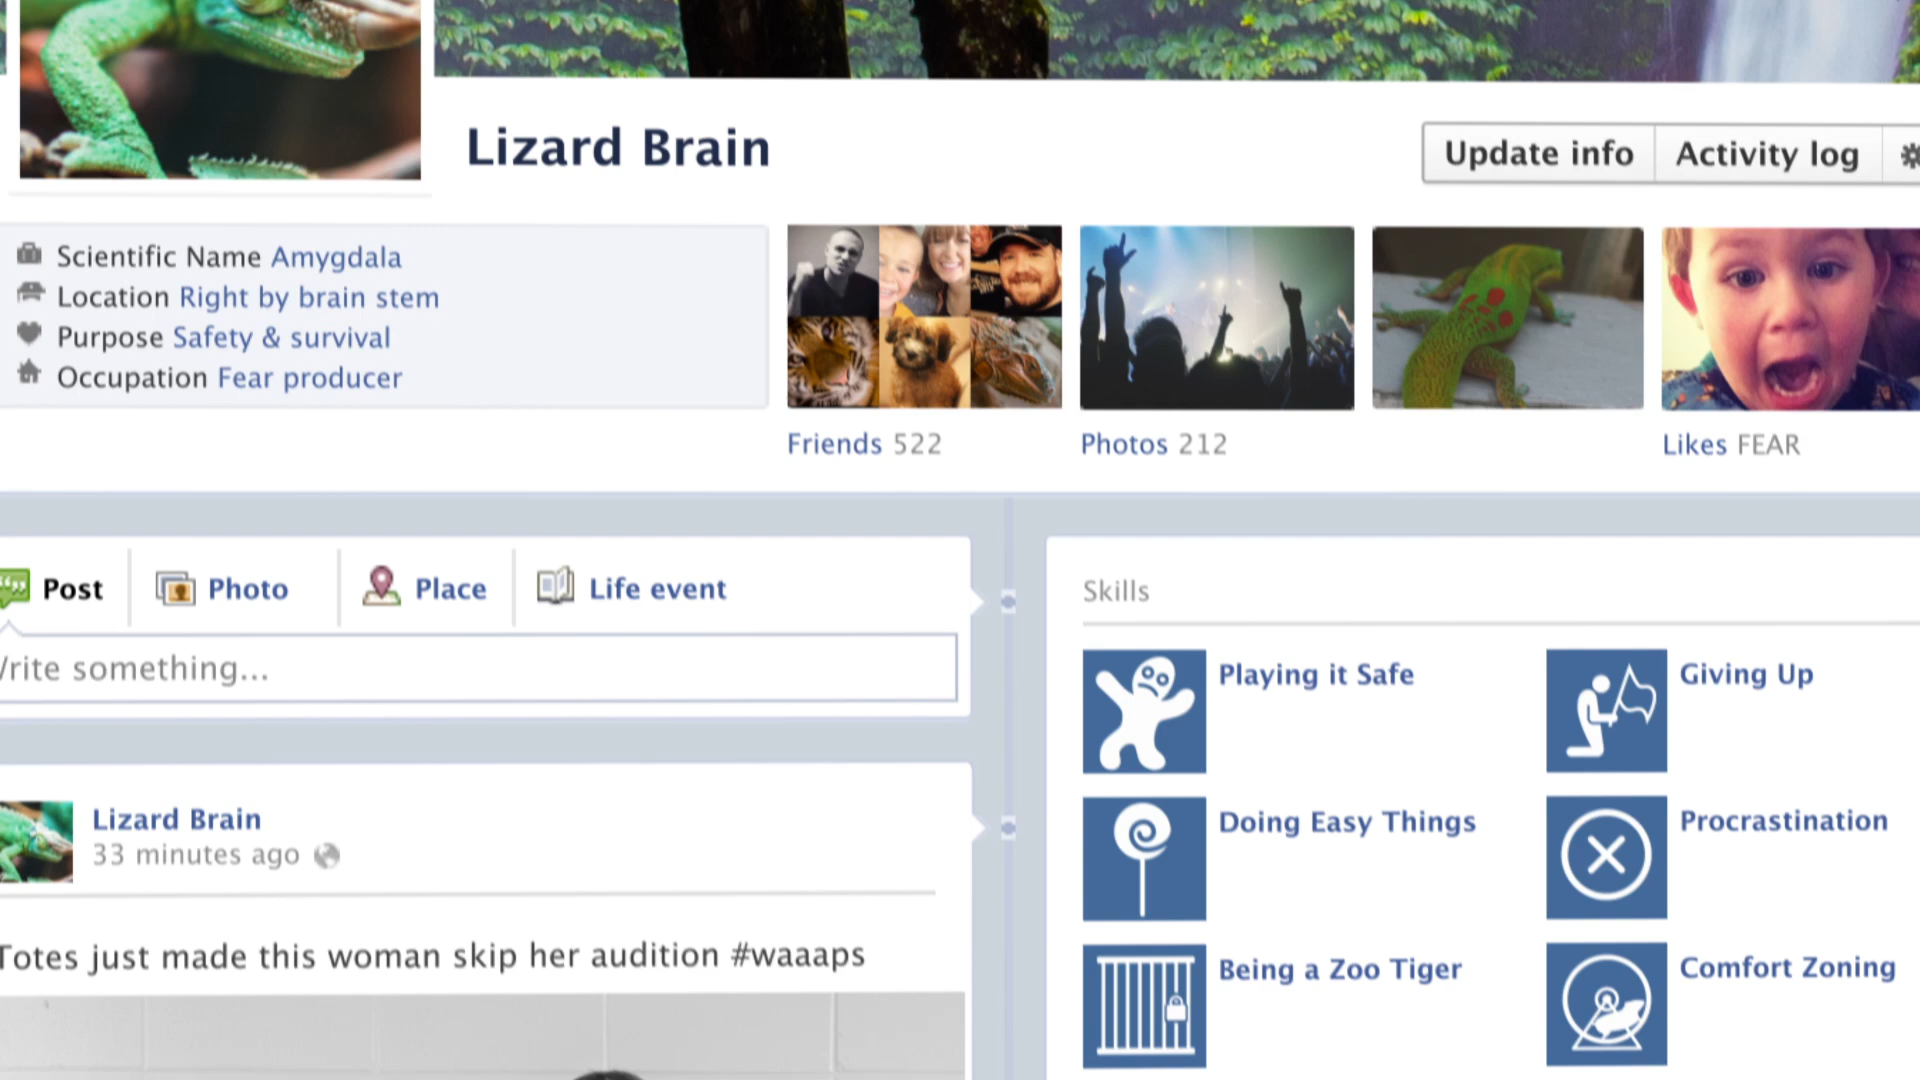 Lizard Brain
Update info
Activity log
Scientific Name Amygdala
Location Right by brain stem
Purpose Safety & survival
Occupation Fear producer
Friends 522
Photos 212
Likes FEAR
Post
Photo
Place
Life event
rite something...
Skills
Playing it Safe
Giving Up
Doing Easy Things
Procrastination
Being a Zoo Tiger
Comfort Zoning
Lizard Brain
33 minutes ago
Totes just made this woman skip her audition #waaaps